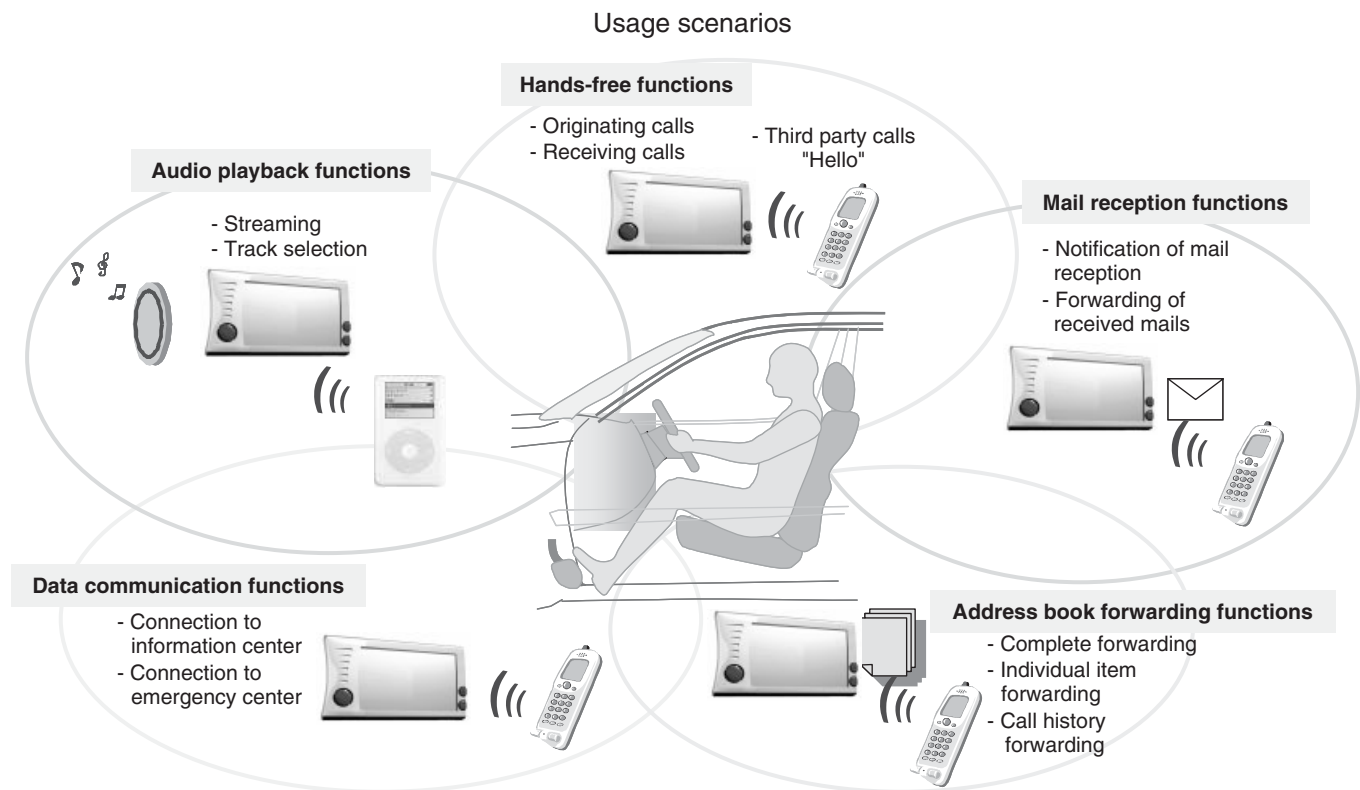 Usage scenarios
Hands-free functions
- Originating calls
- Receiving calls
- Third party calls
"Hello"
Audio playback functions
- Streaming
- Track selection
Mail reception functions
- Notification of mail
reception
- Forwarding of
received mails
Data communication functions
- Connection to
information center
- Connection to
emergency center
Address book forwarding functions
- Complete forwarding
- Individual item
forwarding
- Call history
forwarding